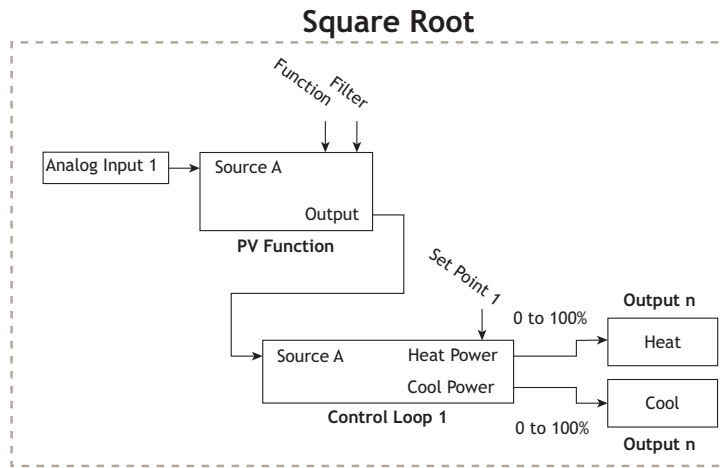 Square Root
Function
Filter
Analog Input 1
Source A
Output
PV Function
Set Point 1
Output n
0 to 100%
Source A
Heat Power
Heat
Cool Power
Cool
Control Loop 1
0 to 100%
Output n